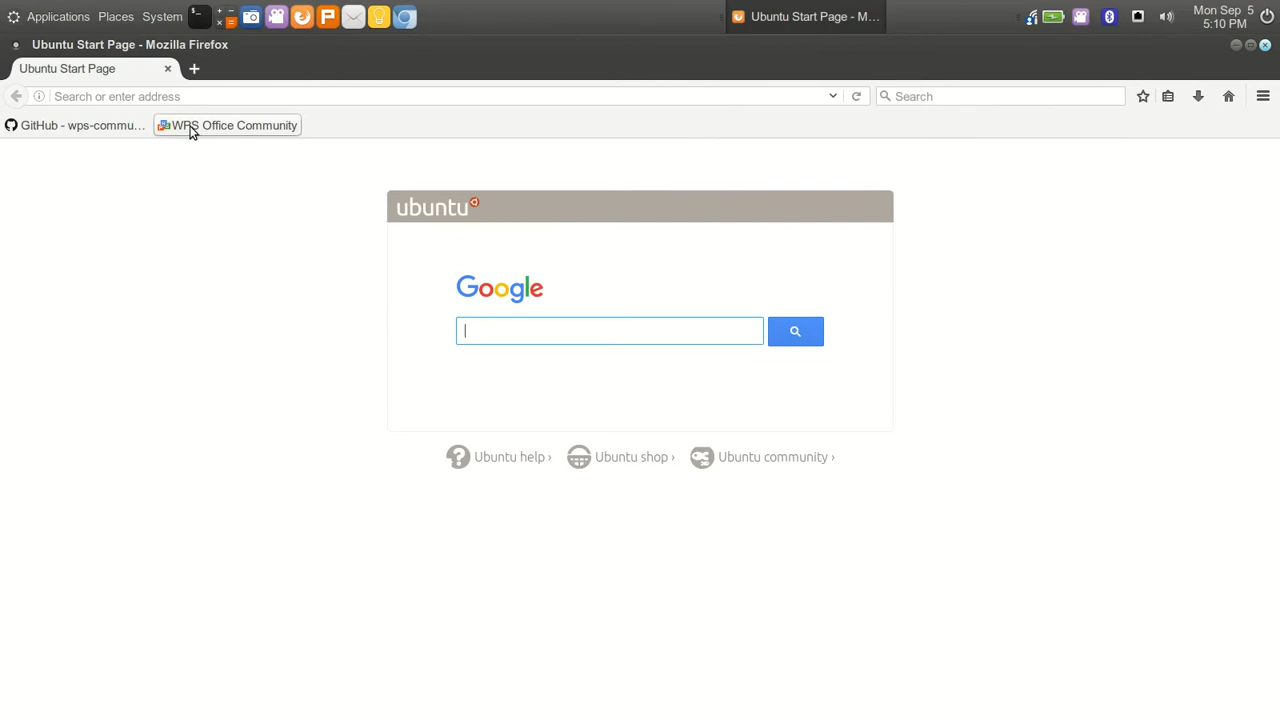 Applications Places System
Ubuntu Start Page - M...
Mon Sep 5
5:10 PM
Ubuntu Start Page - Mozilla Firefox
Ubuntu Start Page
Search or enter address
Search
GitHub - wps-commu...
WPS Office Community
ubuntu
Google
Ubuntu help ›
Ubuntu shop ›
Ubuntu community ›